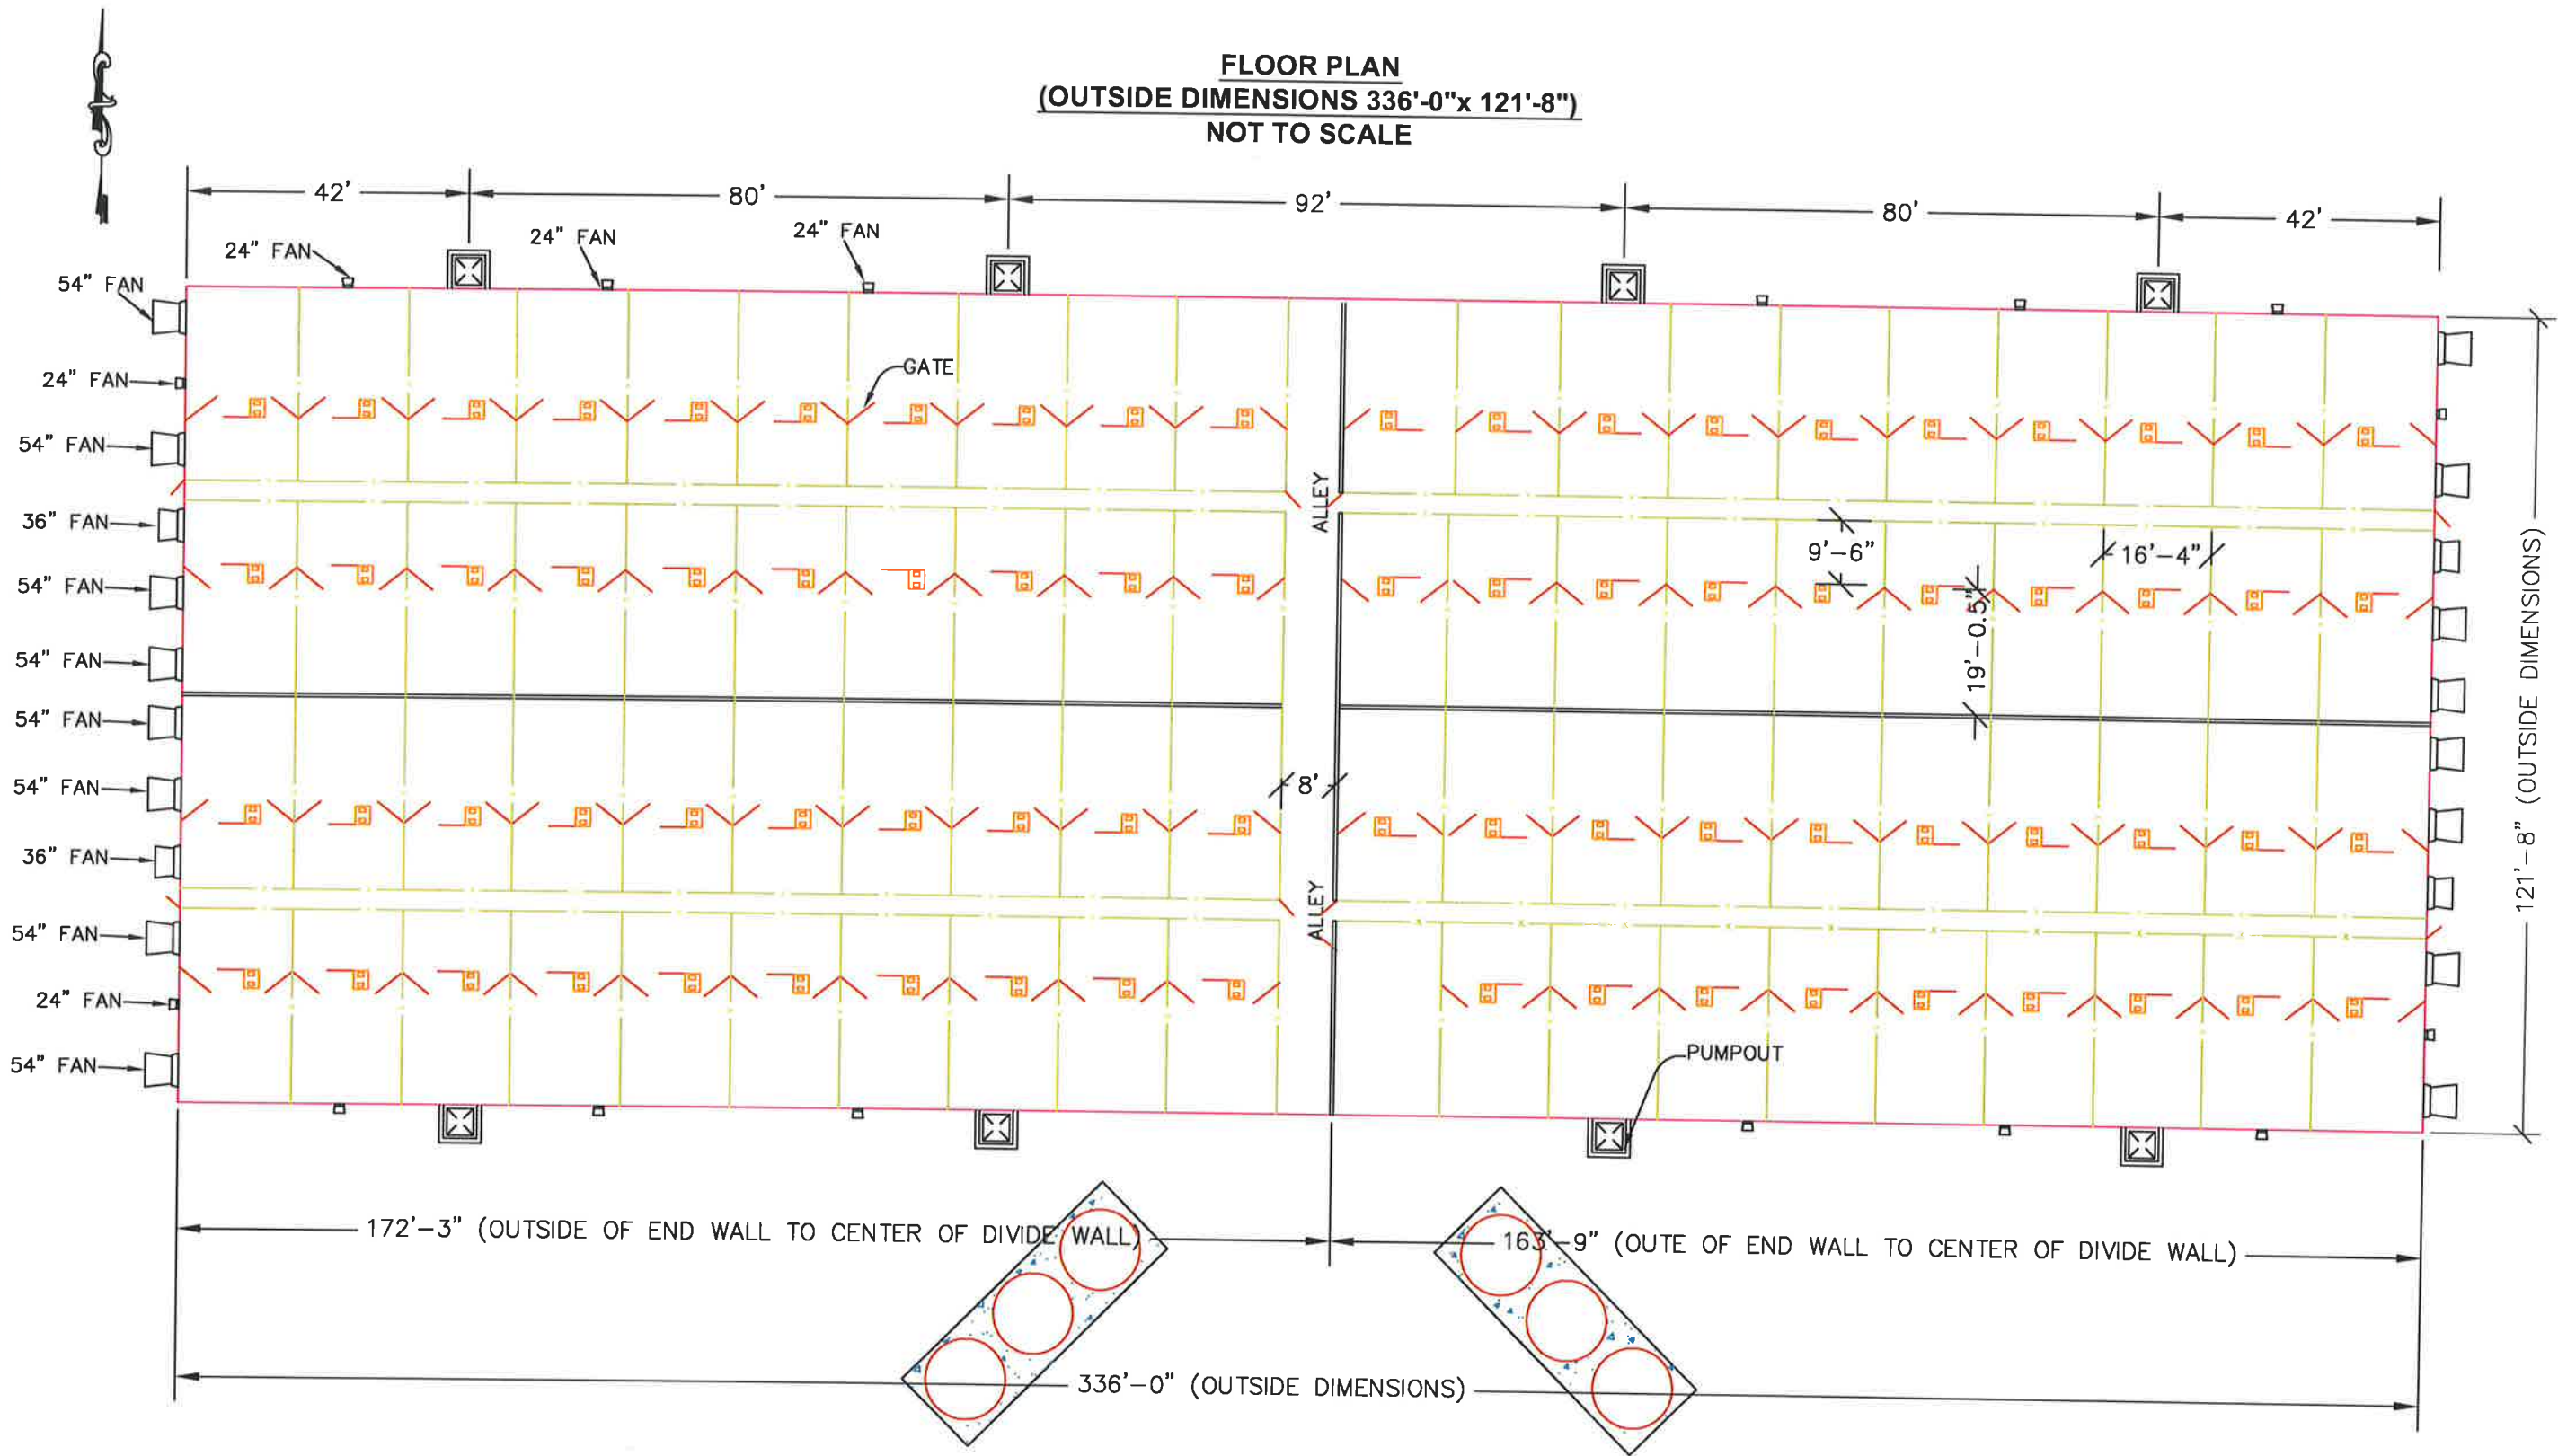 FLOOR PLAN
(OUTSIDE DIMENSIONS 336'-0"x 121'-8")
NOT TO SCALE
42'
80'
92'
80'
42'
24" FAN
24" FAN
24" FAN
54" FAN
24" FAN
GATE
54" FAN
ALLEY
36" FAN
9'-6"
16'-4"
54" FAN
19'-0.5"
54" FAN
54" FAN
54" FAN
8'
121'-8" (OUTSIDE DIMENSIONS)
36" FAN
ALLEY
54" FAN
24" FAN
PUMPOUT
54" FAN
172'-3" (OUTSIDE OF END WALL TO CENTER OF DIVIDE WALL)
163'-9" (OUTE OF END WALL TO CENTER OF DIVIDE WALL)
336'-0" (OUTSIDE DIMENSIONS)